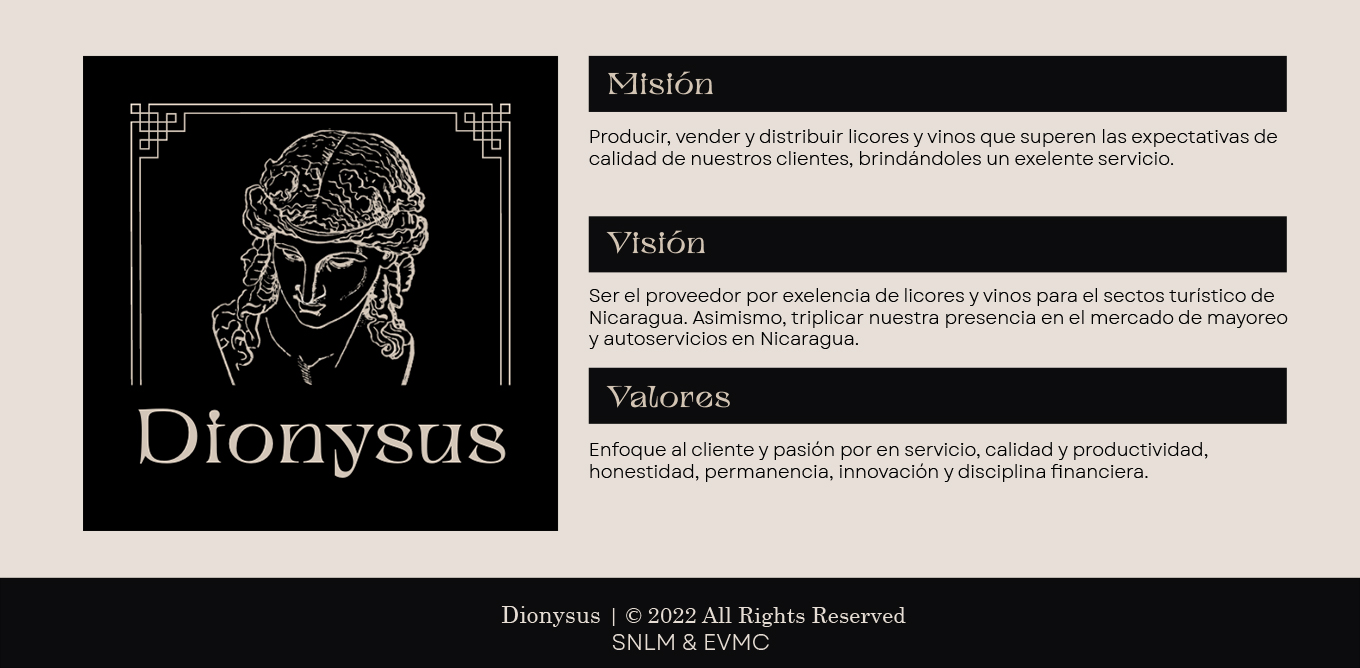 Dionysus
Misión
Producir, vender y distribuir licores y vinos que superen las expectativas de
calidad de nuestros clientes, brindándoles un exelente servicio.
Visión
Ser el proveedor por exelencia de licores y vinos para el sectos turístico de
Nicaragua. Asimismo, triplicar nuestra presencia en el mercado de mayoreo
y autoservicios en Nicaragua.
Valores
Enfoque al cliente y pasión por en servicio, calidad y productividad,
honestidad, permanencia, innovación y disciplina financiera.
Dionysus | © 2022 All Rights Reserved
SNLM & EVMC